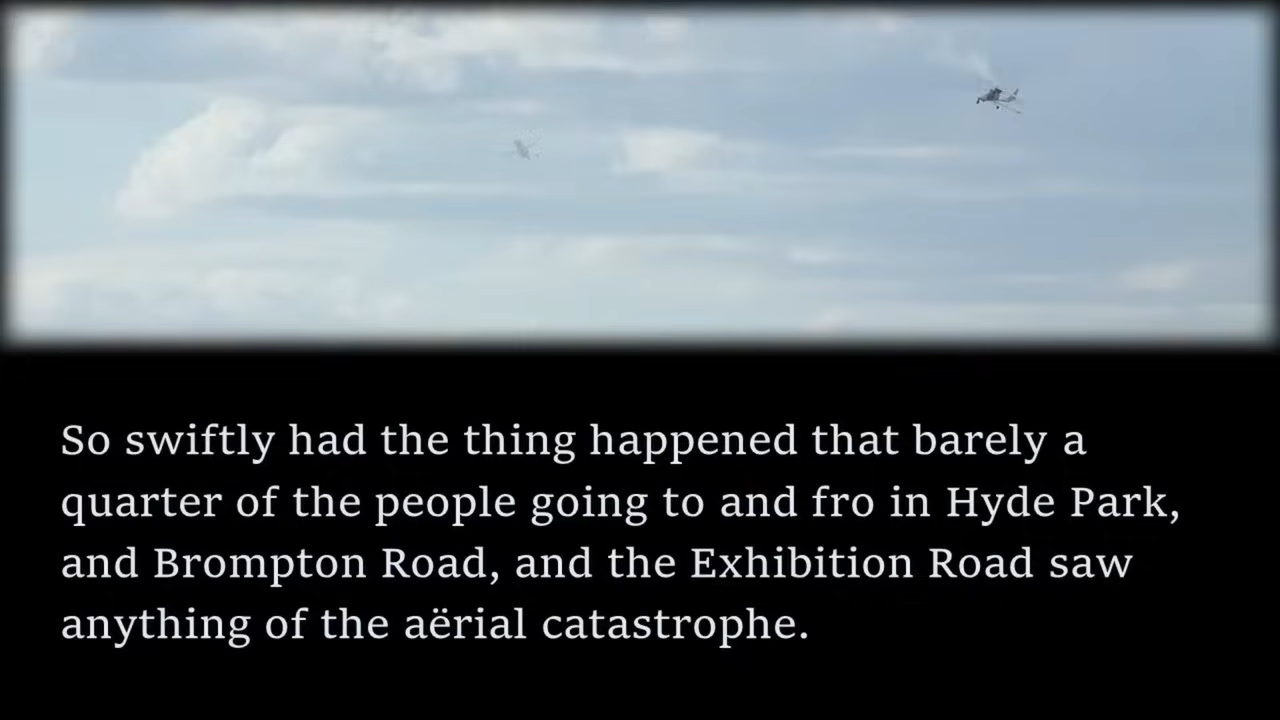 So swiftly had the thing happened that barely a
quarter of the people going to and fro in Hyde Park,
and Brompton Road, and the Exhibition Road saw
anything of the aërial catastrophe.